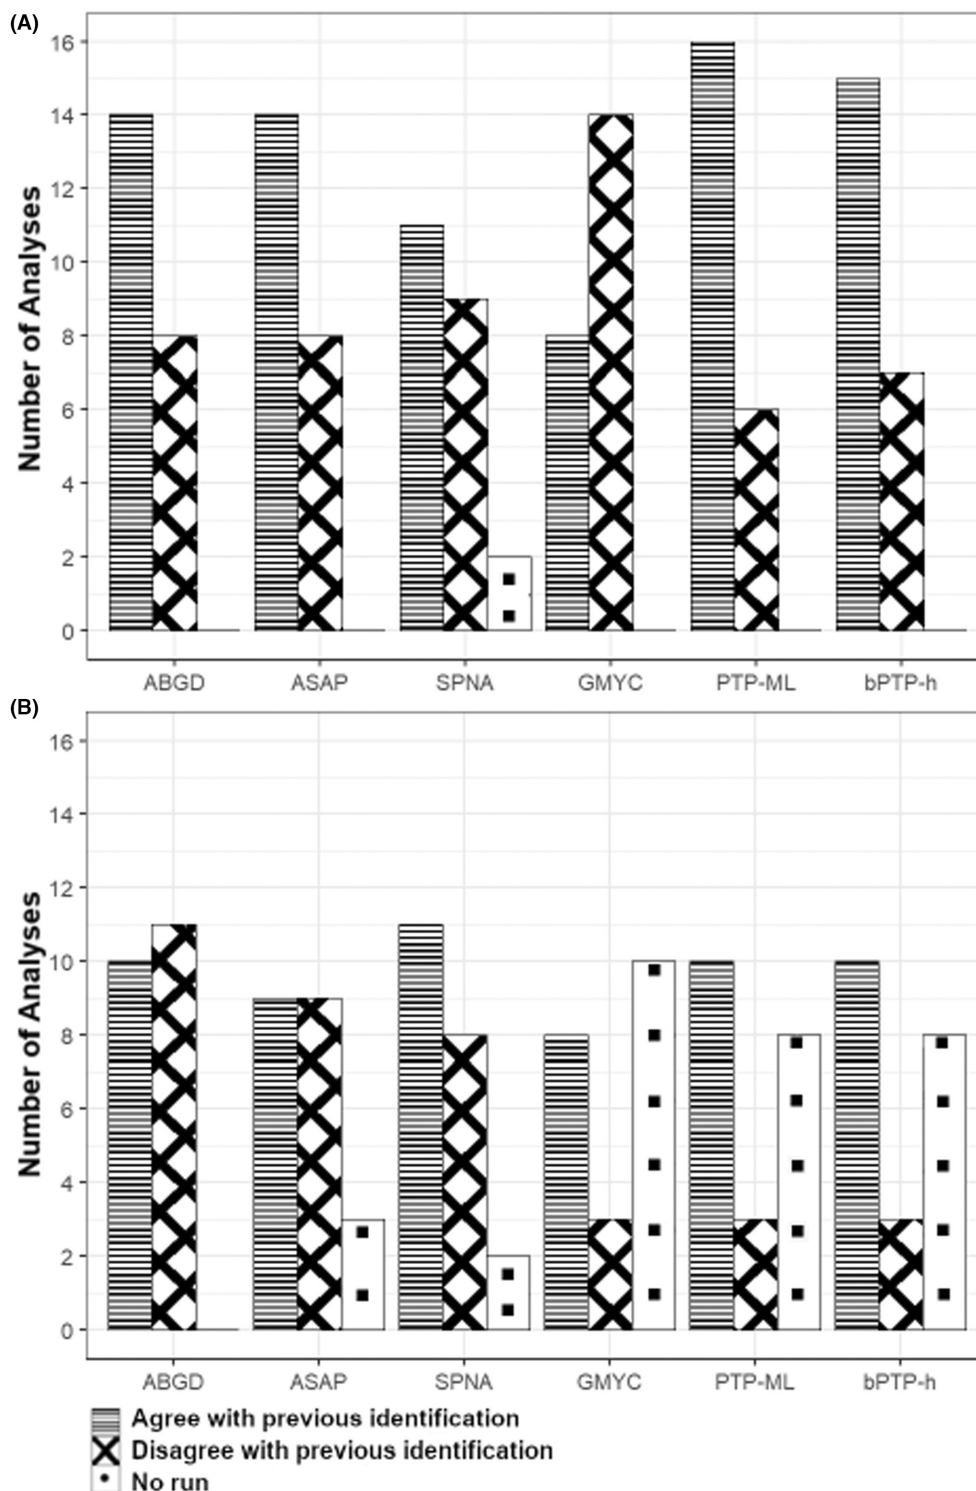 (A)
16
14
12
10
8
6
4
2
0
Number of Analyses
ABGD ASAP SPNA GMYC PTP-ML bPTP-h
(B)
16
14
12
10
8
6
4
2
0
Number of Analyses
ABGD ASAP SPNA GMYC PTP-ML bPTP-h
Agree with previous identification
Disagree with previous identification
No run